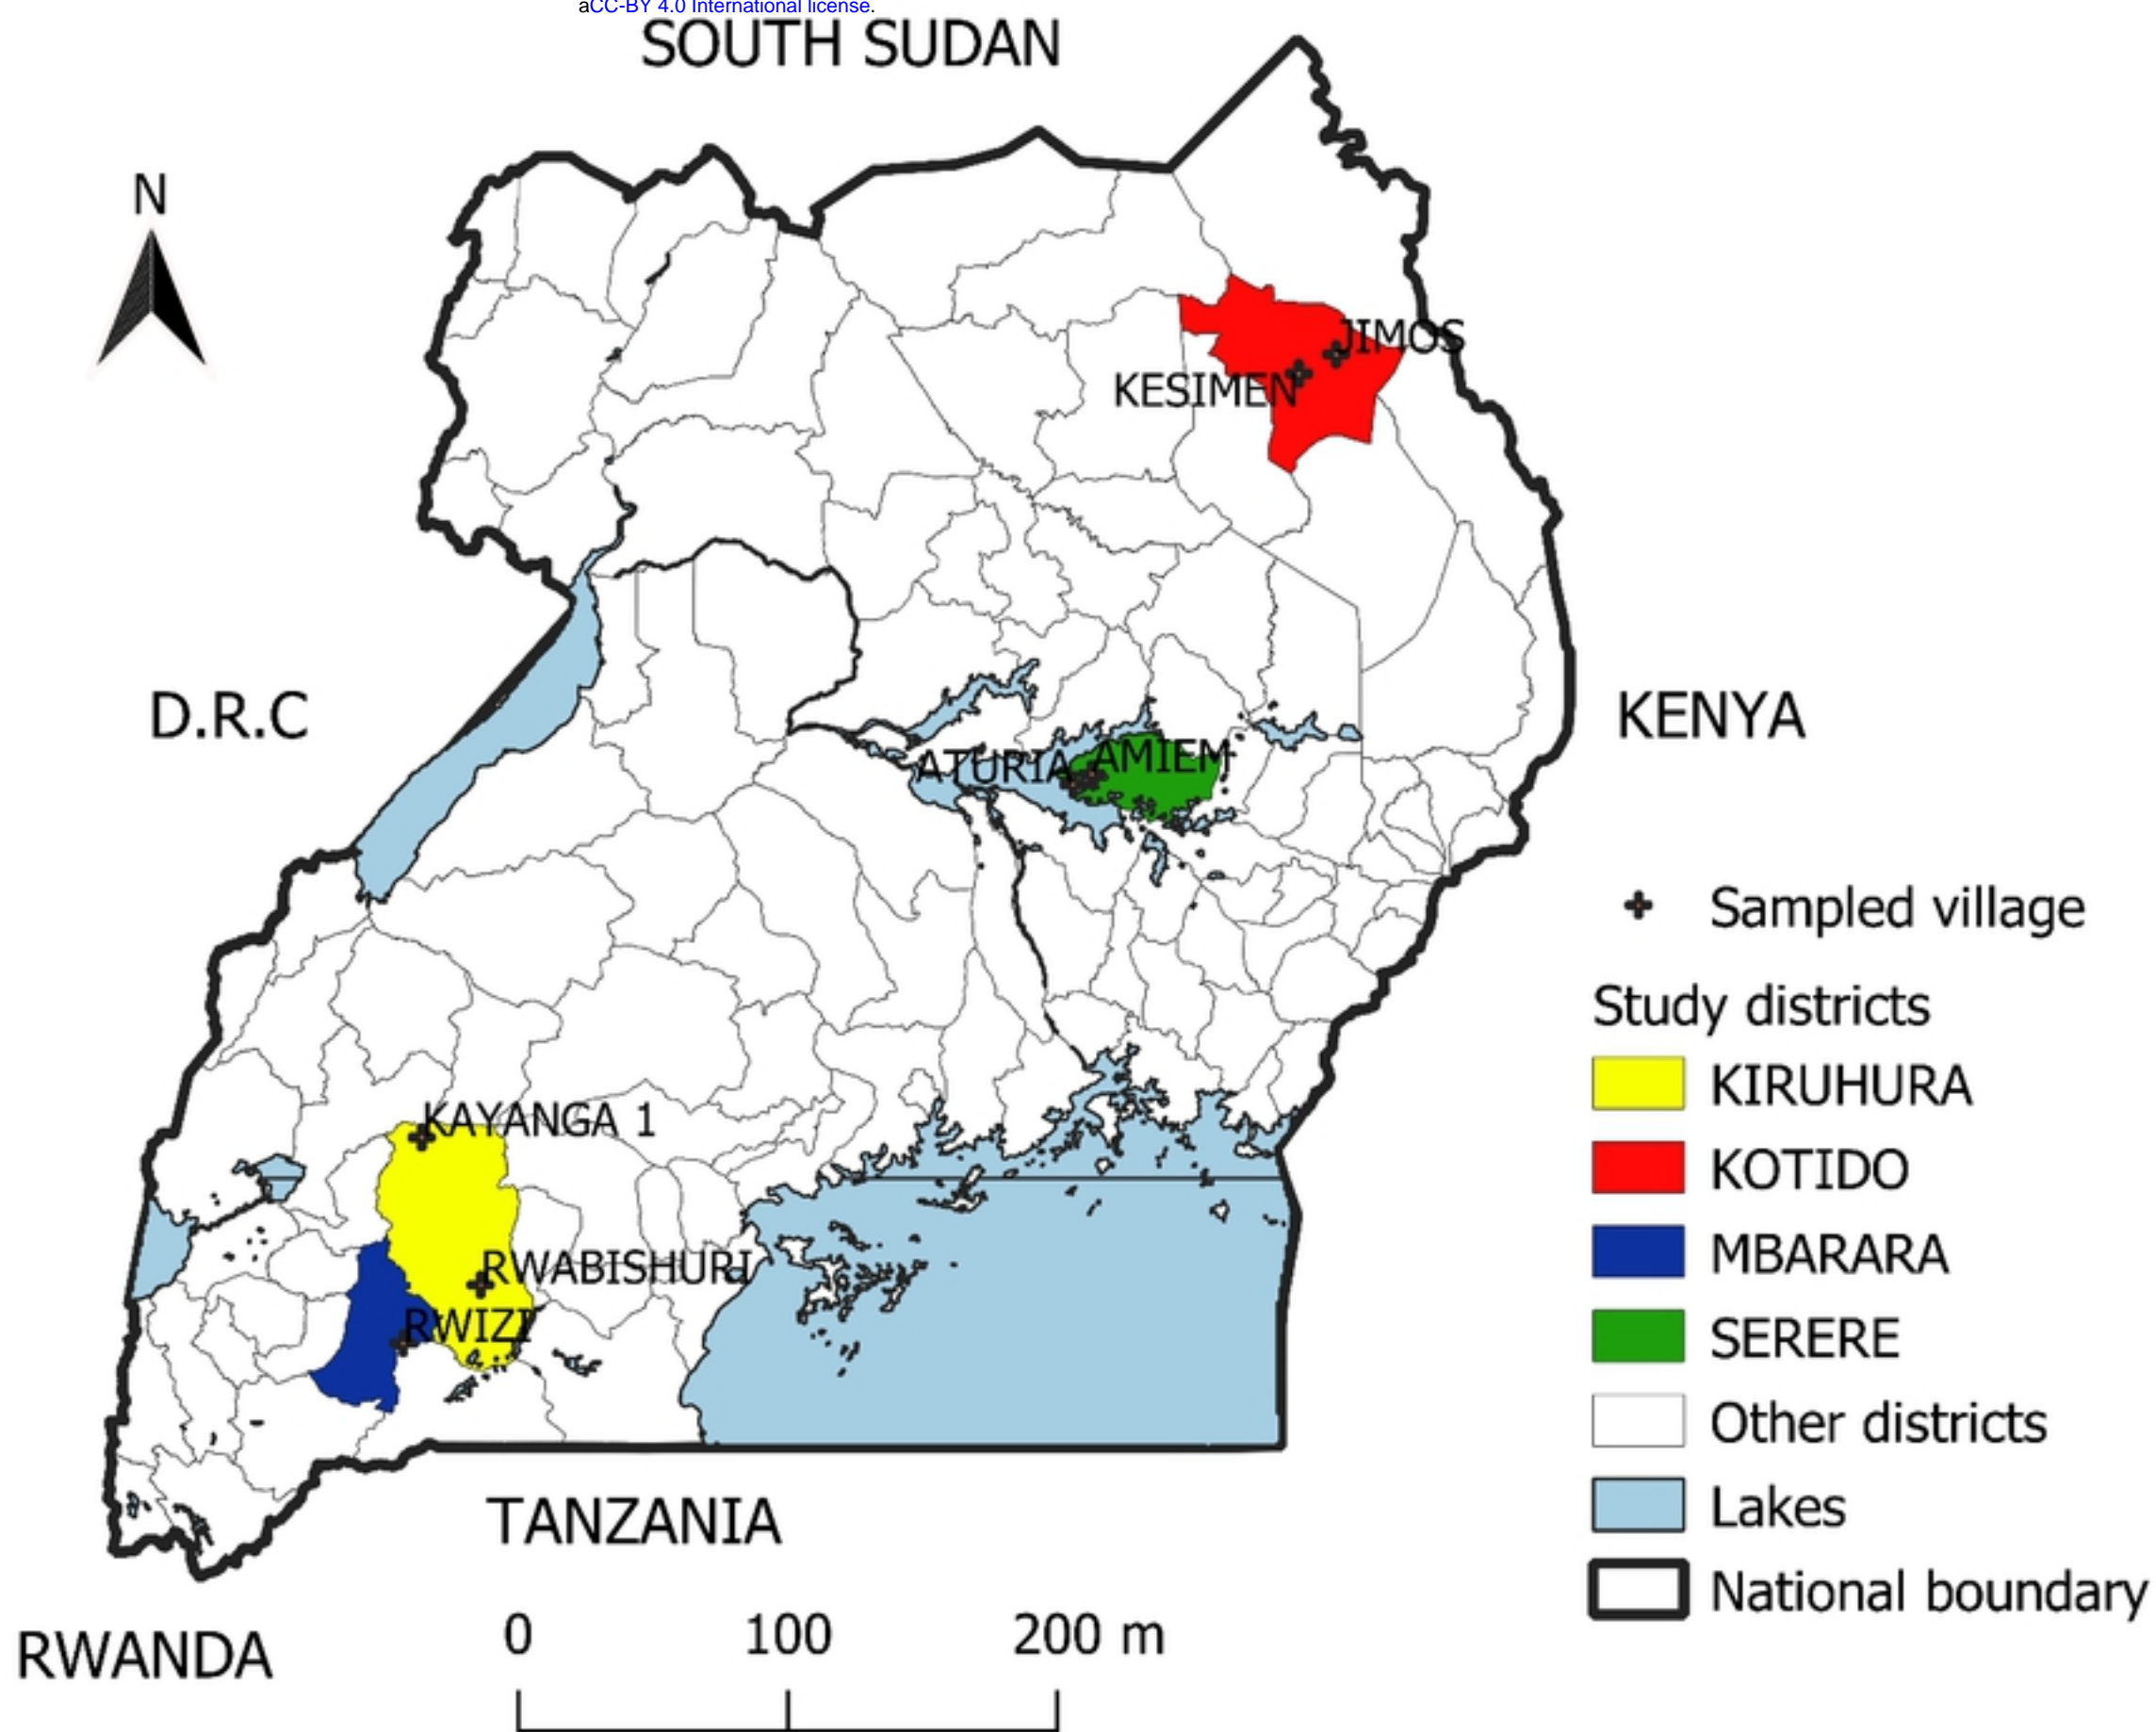 aCC-BY 4.0 International license.
SOUTH SUDAN
N
JIMOS
KESIMEN
D.R.C
KENYA
ATURIA
AMIEM
Sampled village
Study districts
KIRUHURA
KOTIDO
MBARARA
SERERE
Other districts
Lakes
National boundary
KAYANGA 1
RWABISHURI
RWIZI
TANZANIA
RWANDA
0 100 200 m